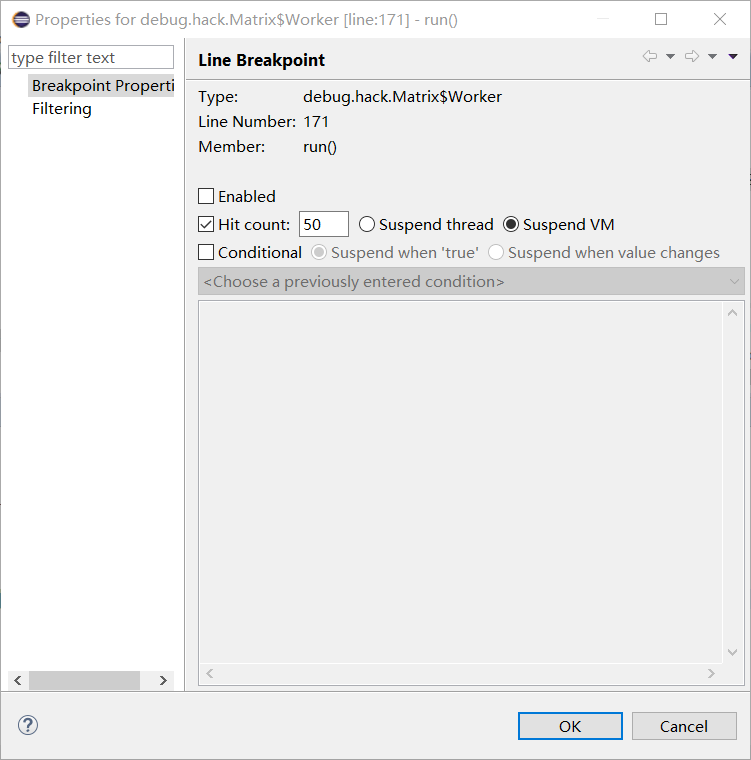 Properties for debug.hack.Matrix$Worker [line:171] - run()
type filter text
Breakpoint Properti
Filtering
Line Breakpoint
Type: debug.hack.Matrix$Worker
Line Number: 171
Member: run()
Enabled
Hit count: 50 Suspend thread Suspend VM
Conditional Suspend when 'true' Suspend when value changes
<Choose a previously entered condition>
OK Cancel